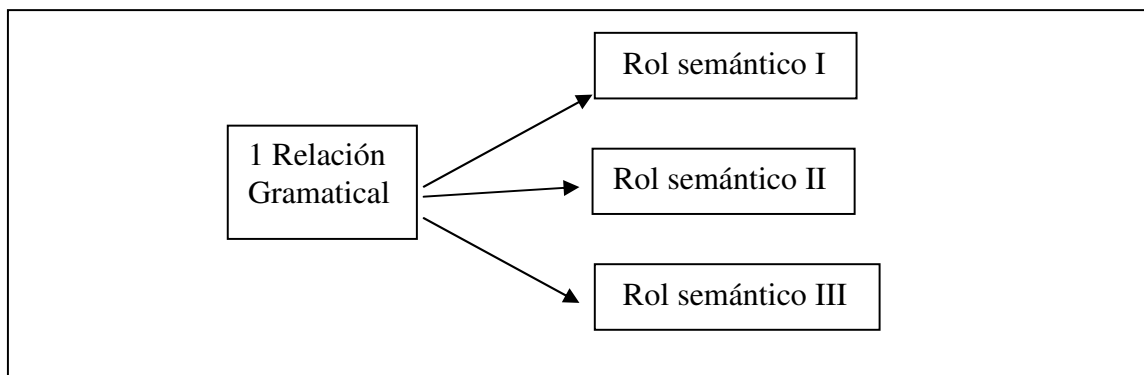 Rol semántico I
1 Relación
Gramatical
Rol semántico II
Rol semántico III